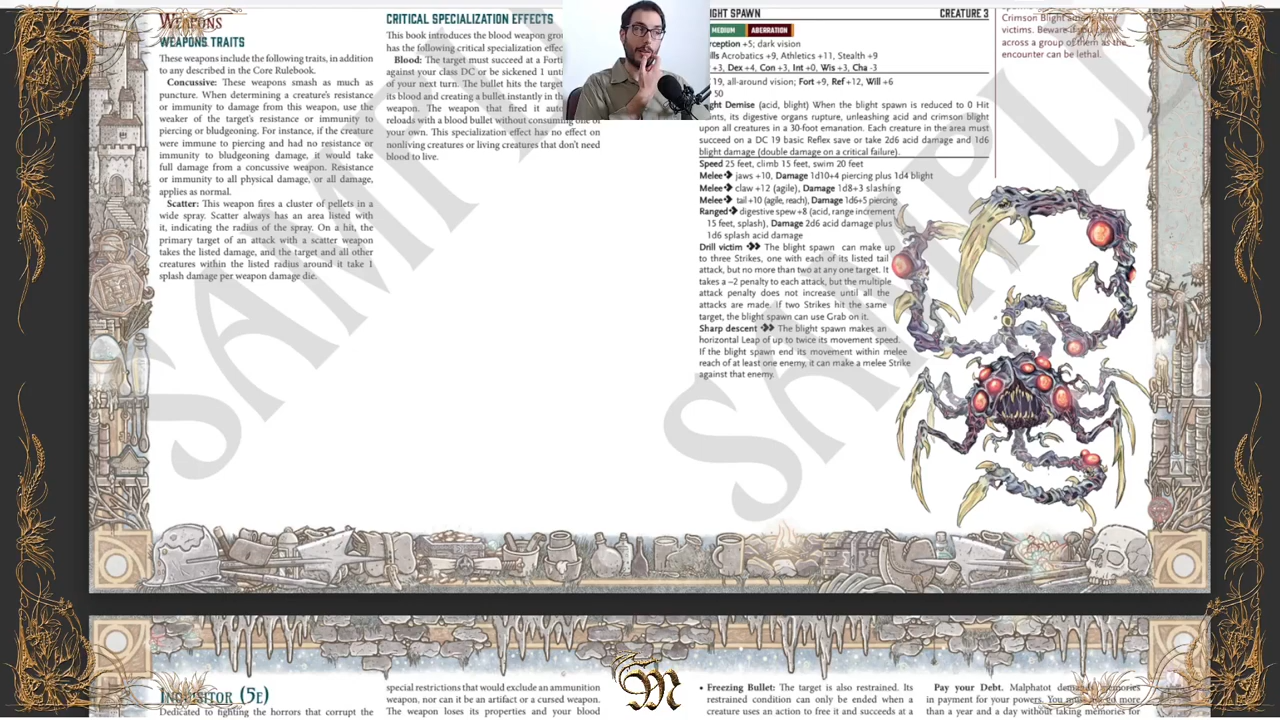 WEAPONS
WEAPONS TRAITS
These weapons include the following traits, in addition
to any described in the Core Rulebook.
Concussive: These weapons smash as much as
puncture. When determining a creature's resistance
or immunity to damage from this weapon, use the
weaker of the target's resistance or immunity to
piercing or bludgeoning. For instance, if the creature
were immune to piercing and had no resistance or
immunity to bludgeoning damage, it would take
full damage from a concussive weapon. Resistance
or immunity to all physical damage, or all damage,
applies as normal.
Scatter: This weapon fires a cluster of pellets in a
wide spray. Scatter always has an area listed with
it, indicating the radius of the spray. On a hit, the
primary target of an attack with a scatter weapon
takes the listed damage, and the target and all other
creatures within the listed radius around it take 1
splash damage per weapon damage die.
CRITICAL SPECIALIZATION EFFECTS
This book introduces the blood weapon
has the following critical specialization
Blood: The target must succeed at a
against your class DC or be sickened 1
of your next turn. The bullet hits the target
its blood and creating a bullet instantly in
weapon. The weapon that fired it
reloads with a blood bullet without consuming one of
your own. This specialization effect has no effect on
nonliving creatures or living creatures that don't need
blood to live.
SPAWN CREATURE 3
MEDIUM ABERRATION
+5; dark vision
Acrobatics +9, Athletics +11, Stealth +9
+3, Dex +4, Con +3, Int +0, Wis +3, Cha -3
19, all-around vision; Fort +9, Ref +12, Will +6
50
Demise (acid, blight) When the blight spawn is reduced to 0 Hit
its digestive organs rupture, unleashing acid and crimson blight
upon all creatures in a 30-foot emanation. Each creature in the area must
succeed on a DC 19 basic Reflex save or take 2d6 acid damage and 1d6
blight damage (double damage on a critical failure).
Speed 25 feet, climb 15 feet, swim 20 feet
Melee jaws +10, Damage 1d10+4 piercing plus 1d4 blight
Melee claw +12 (agile), Damage 1d8+3 slashing
Melee tail +10 (agile, reach), Damage 1d6+5 piercing
Ranged digestive spew +8 (acid, range increment
15 feet, splash), Damage 2d6 acid damage plus
1d6 splash acid damage
Drill victim The blight spawn can make up
to three Strikes, one with each of its listed tail
attack, but no more than two at any one target. It
takes a –2 penalty to each attack, but the multiple
attack penalty does not increase until all the
attacks are made. If two Strikes hit the same
target, the blight spawn can use Grab on it.
Sharp descent The blight spawn makes an
horizontal Leap of up to twice its movement speed.
If the blight spawn end its movement within melee
reach of at least one enemy, it can make a melee Strike
against that enemy.
Crimson Blight
victims. Beware
across a group of them as the
encounter can be lethal.
SAMPLE
SAMPLE
INQUISITOR (5E)
Dedicated to fighting the horrors that corrupt the
special restrictions that would exclude an ammunition
weapon, nor can it be an artifact or a cursed weapon.
The weapon loses its properties and your blood
• Freezing Bullet: The target is also restrained. Its
restrained condition can only be ended when a
creature uses an action to free it and succeeds at a
Pay your Debt. Malphatot demands memories
in payment for your powers. You must go more
than a year and a day without taking memories for
M